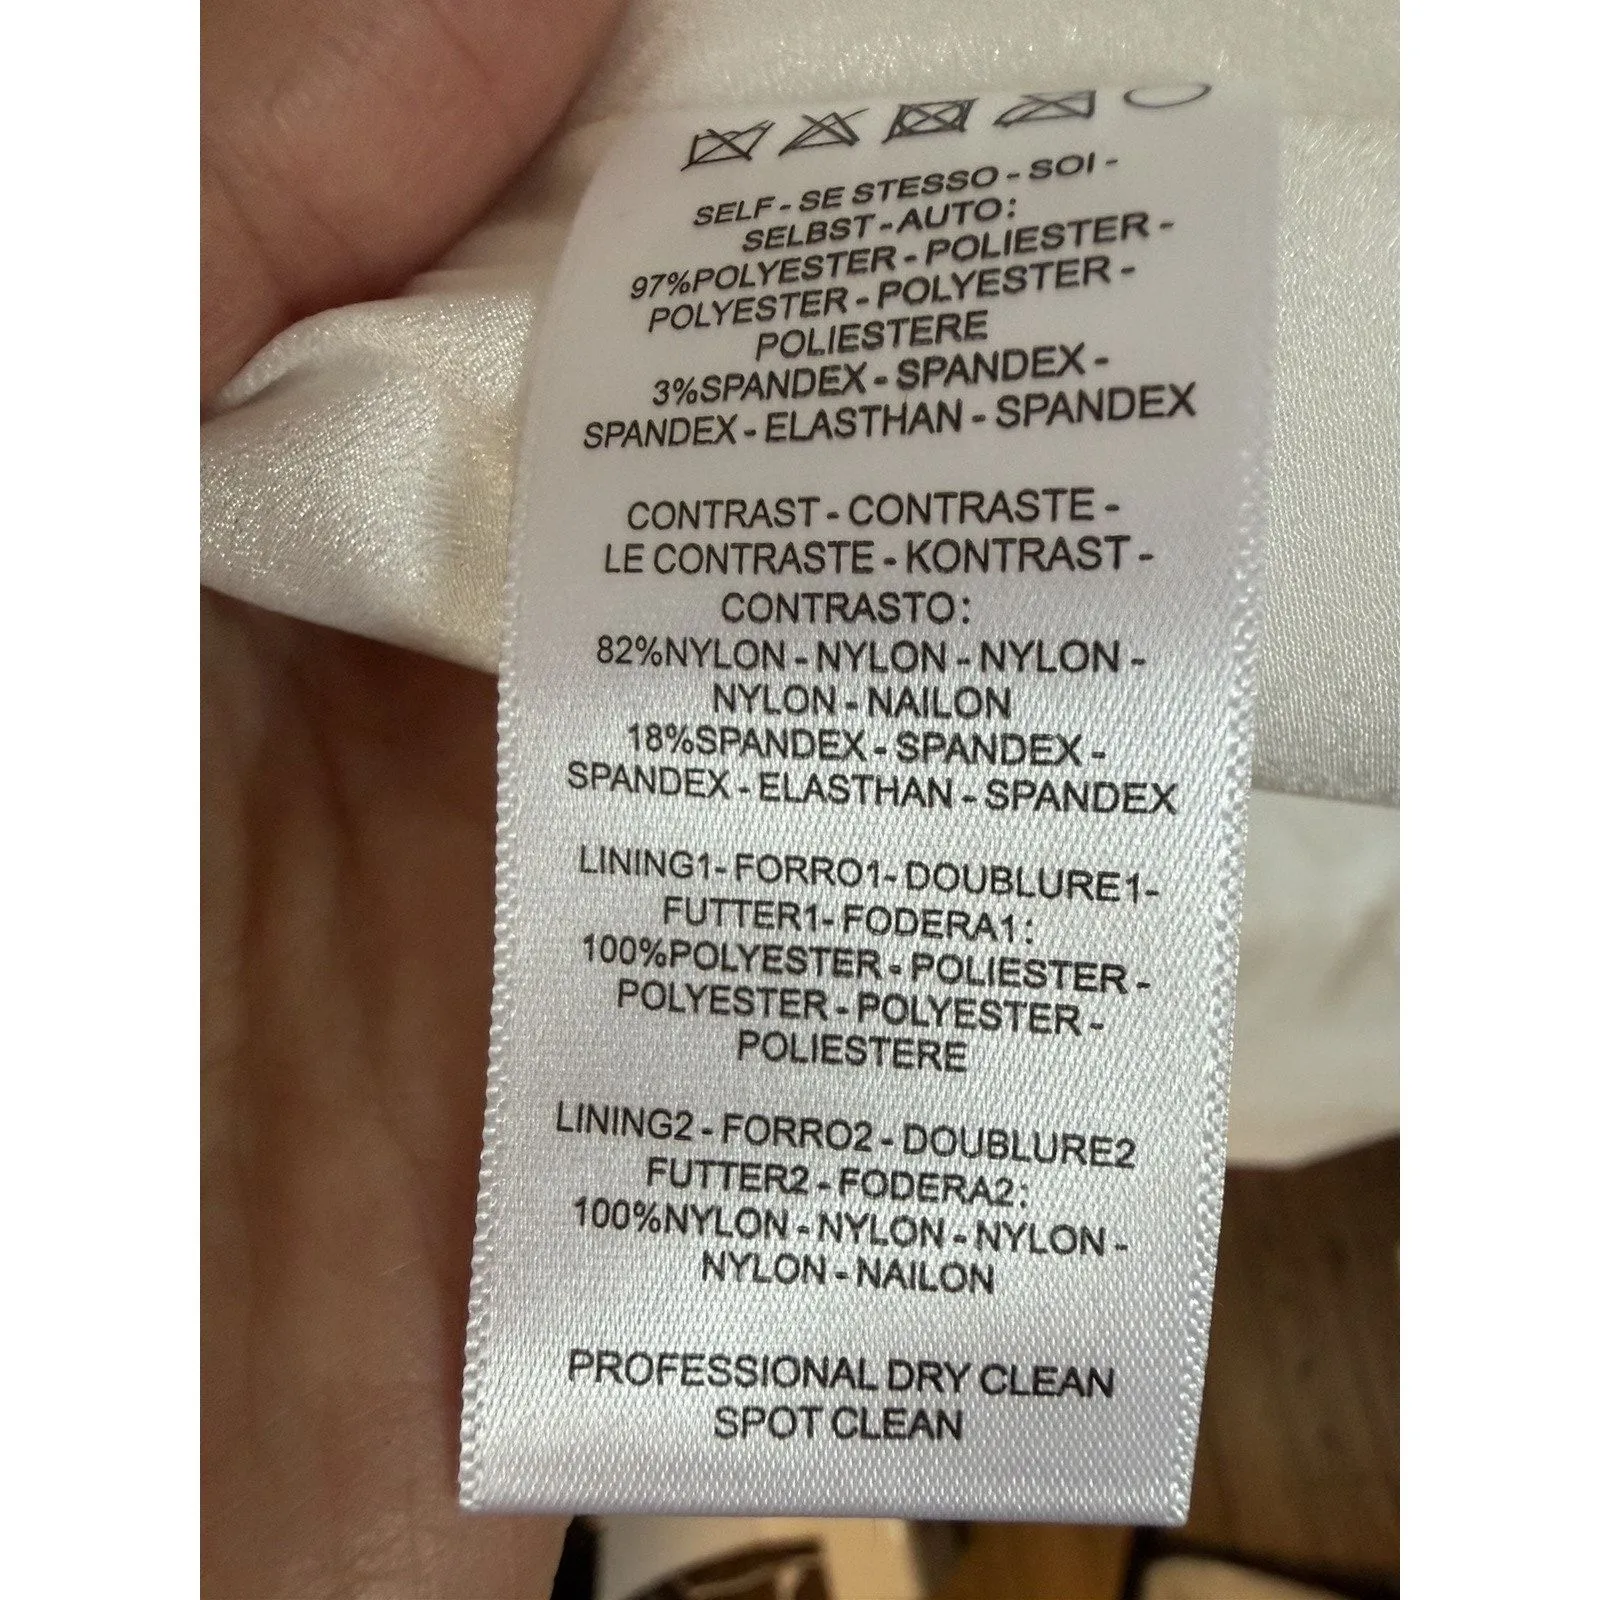 SELF - SE STESSO - SOI -
SELBST - AUTO:
97%POLYESTER - POLIESTER -
POLYESTER - POLYESTER -
POLIESTERE
3%SPANDEX - SPANDEX -
SPANDEX - ELASTHAN - SPANDEX
CONTRAST - CONTRASTE -
LE CONTRASTE - KONTRAST -
CONTRASTO:
82%NYLON - NYLON - NYLON -
NYLON - NAILON
18%SPANDEX - SPANDEX -
SPANDEX - ELASTHAN - SPANDEX
LINING1- FORRO1- DOUBLURE1-
FUTTER1- FODERA1:
100%POLYESTER - POLIESTER -
POLYESTER - POLYESTER -
POLIESTERE
LINING2 - FORRO2 - DOUBLURE2
FUTTER2 - FODERA2:
100%NYLON - NYLON - NYLON -
NYLON - NAILON
PROFESSIONAL DRY CLEAN
SPOT CLEAN